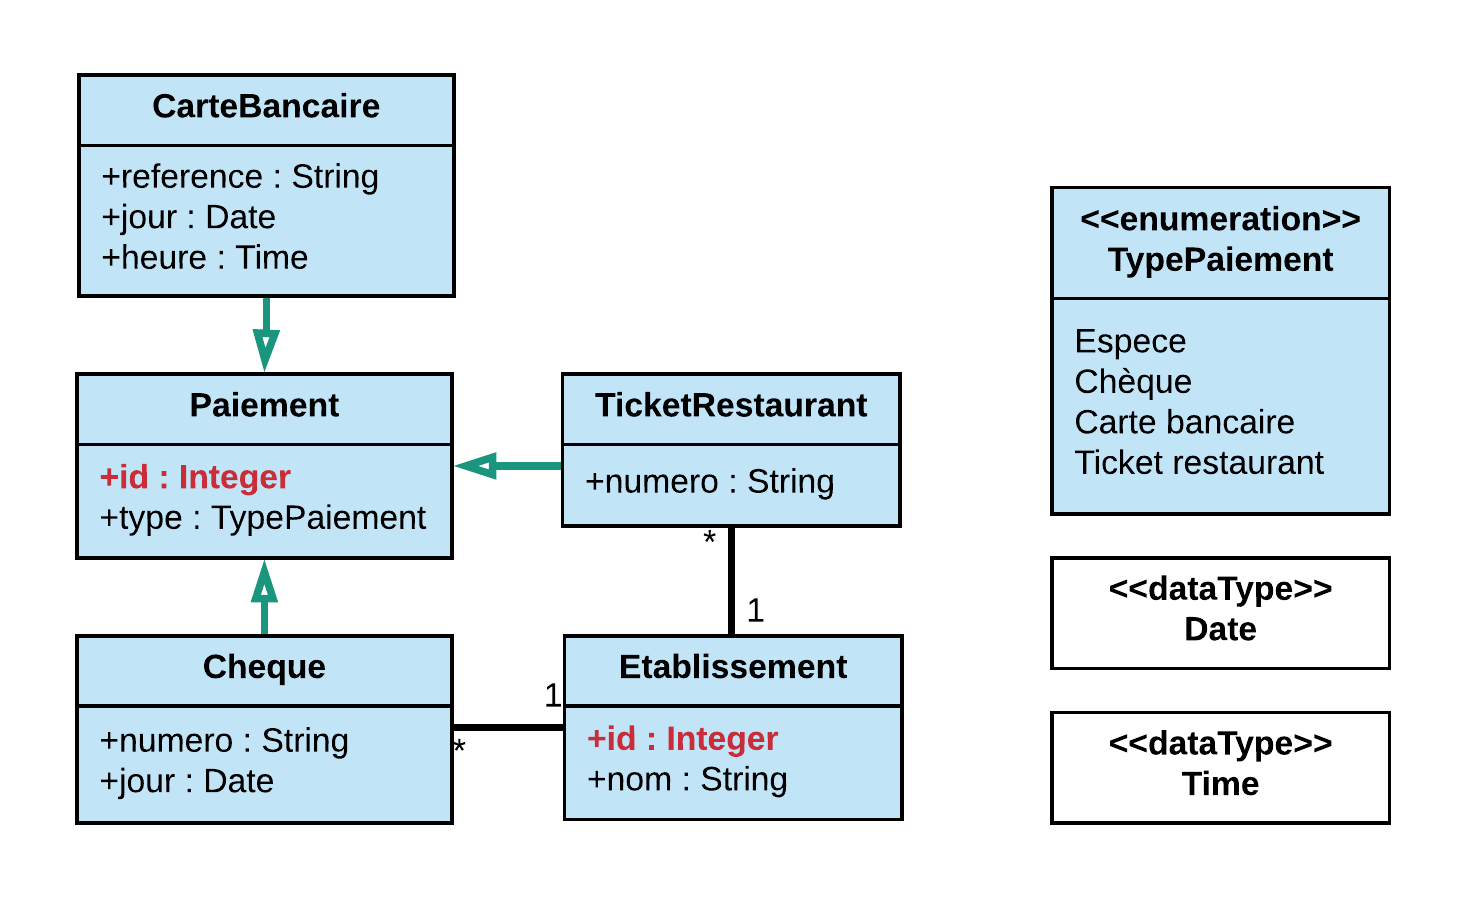 CarteBancaire
+reference : String
+jour : Date
+heure : Time
Paiement
+id : Integer
+type : TypePaiement
TicketRestaurant
+numero : String
*
1
Cheque
+numero : String
+jour : Date
1
*
Etablissement
+id : Integer
+nom : String
<<enumeration>>
TypePaiement
Espece
Chèque
Carte bancaire
Ticket restaurant
<<dataType>>
Date
<<dataType>>
Time